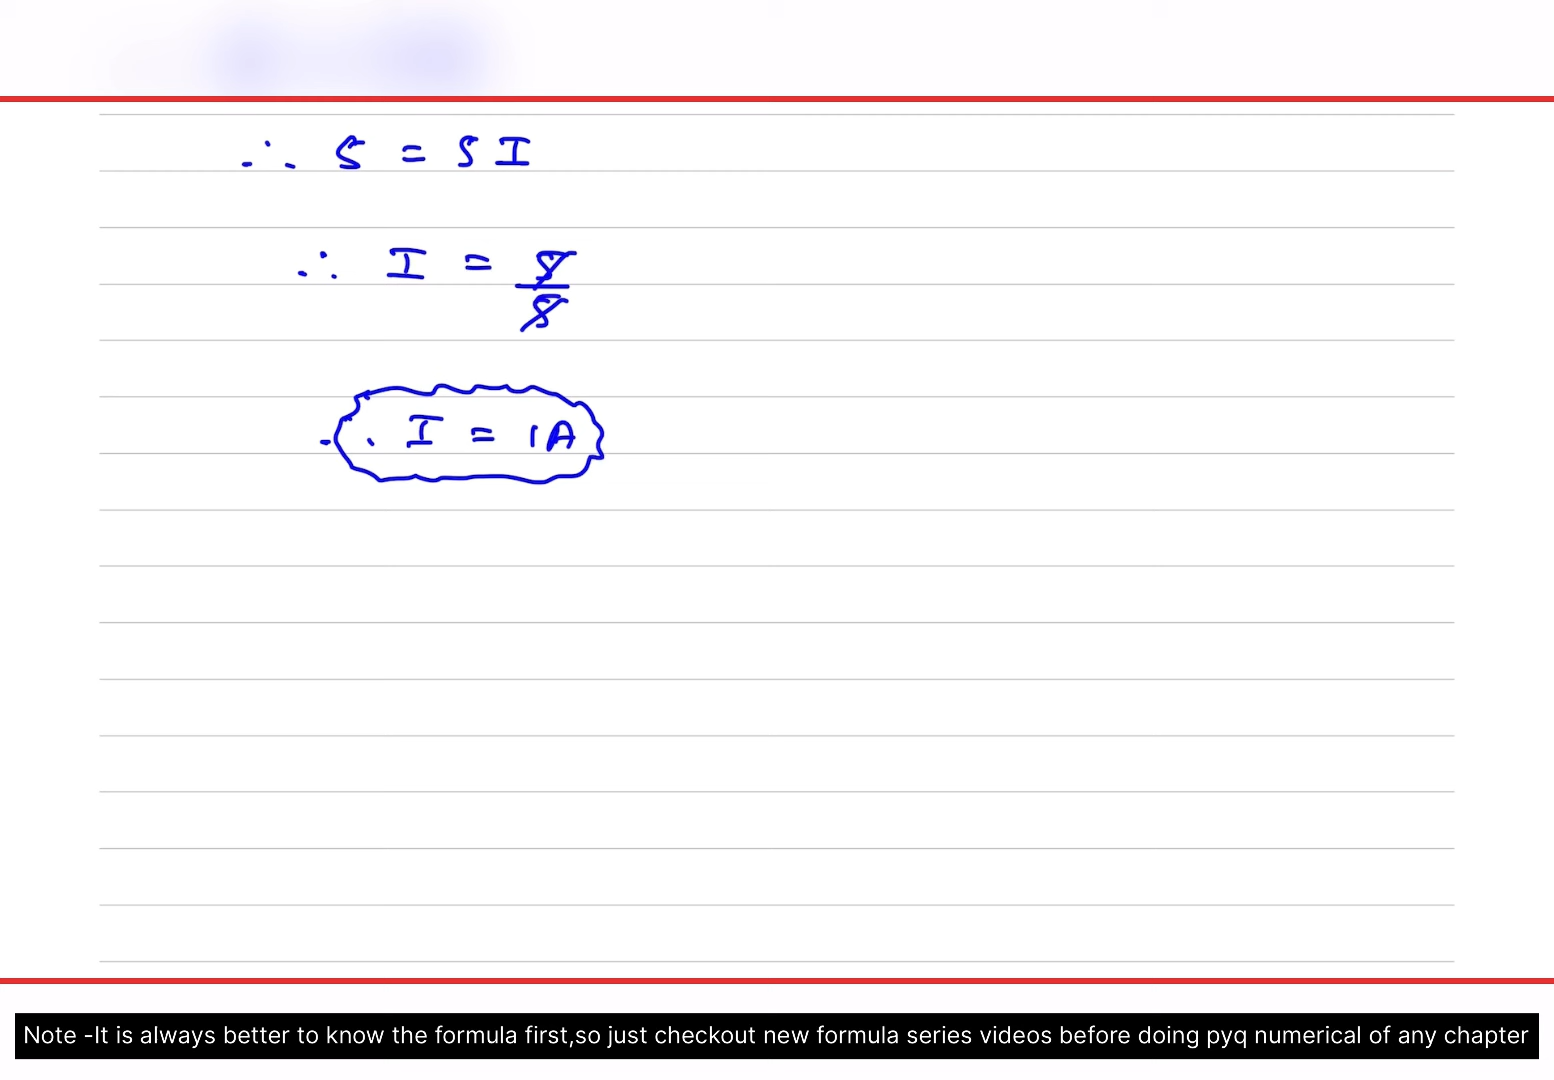 ∴ 5 = 5 I
∴ I = 5/5
∴ I = 1A
Note -It is always better to know the formula first,so just checkout new formula series videos before doing pyq numerical of any chapter